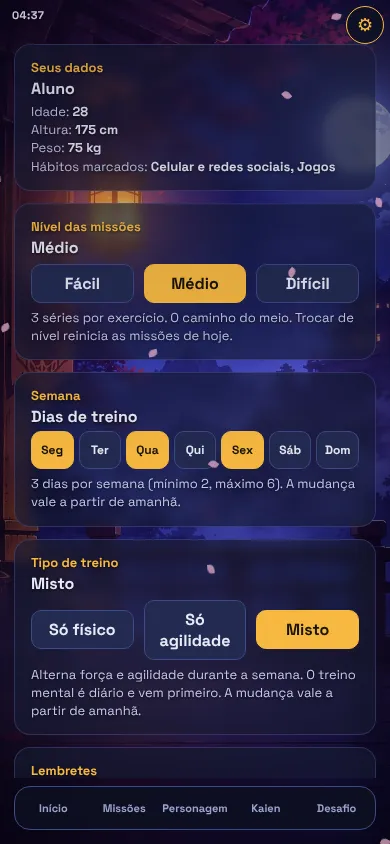 04:37
Seus dados
Aluno
Idade: 28
Altura: 175 cm
Peso: 75 kg
Hábitos marcados: Celular e redes sociais, Jogos
Nível das missões
Médio
Fácil Médio Difícil
3 séries por exercício. O caminho do meio. Trocar de
nível reinicia as missões de hoje.
Semana
Dias de treino
Seg Ter Qua Qui Sex Sáb Dom
3 dias por semana (mínimo 2, máximo 6). A mudança
vale a partir de amanhã.
Tipo de treino
Misto
Só físico Só agilidade Misto
Alterna força e agilidade durante a semana. O treino
mental é diário e vem primeiro. A mudança vale a
partir de amanhã.
Lembretes
Início Missões Personagem Kaien Desafio